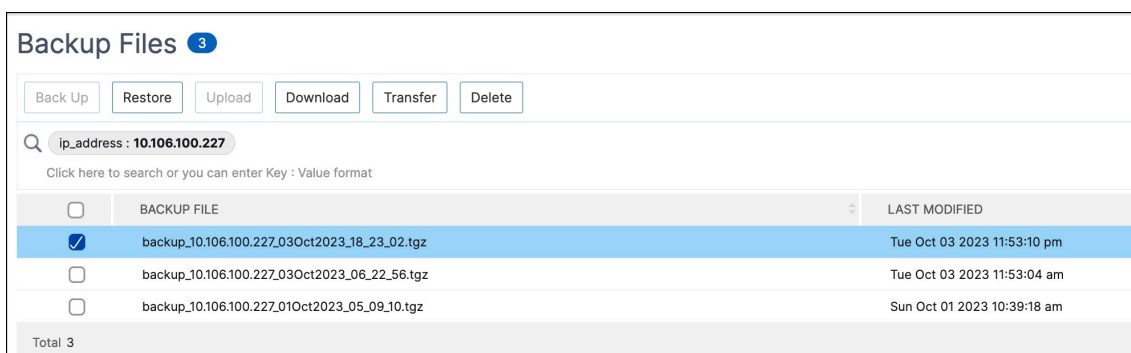 Backup Files 3
Back Up Restore Upload Download Transfer Delete
ip_address : 10.106.100.227
Click here to search or you can enter Key : Value format
BACKUP FILE LAST MODIFIED
backup_10.106.100.227_03Oct2023_18_23_02.tgz Tue Oct 03 2023 11:53:10 pm
backup_10.106.100.227_03Oct2023_06_22_56.tgz Tue Oct 03 2023 11:53:04 am
backup_10.106.100.227_01Oct2023_05_09_10.tgz Sun Oct 01 2023 10:39:18 am
Total 3